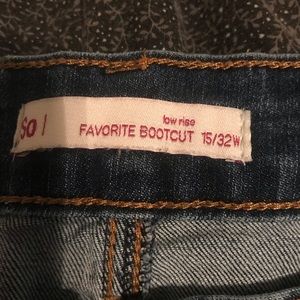 So |
low rise
FAVORITE BOOTCUT 15/32W